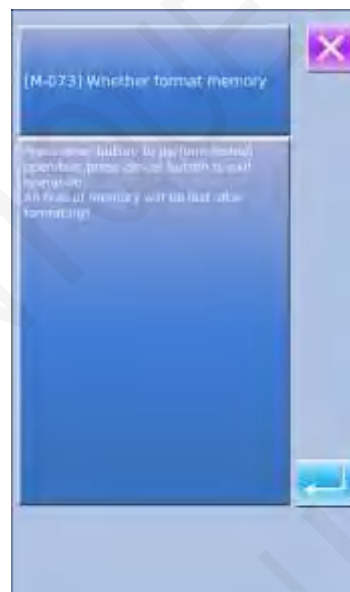 [M-073] Whether format memory
Press enter button to perform format
operation, press cancel button to exit
operation.
All files of memory will be lost after
formatting!